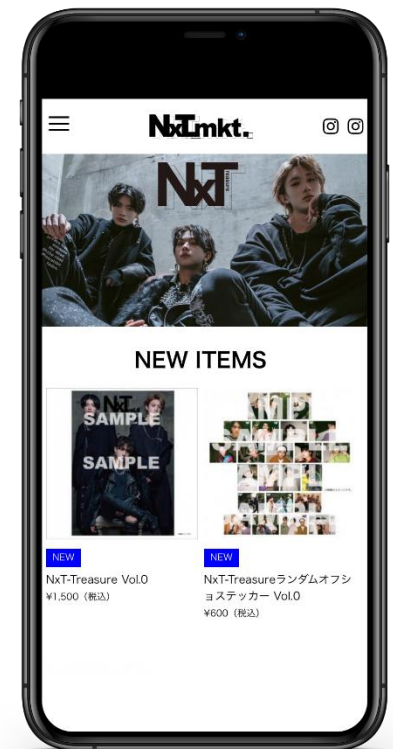 NxTmkt.
NxT
TREASURE
NEW ITEMS
NxT
SAMPLE
SAMPLE
NEW
NxT-Treasure Vol.0
¥1,500（税込）
NEW
NxT-Treasureランダムオフシ
ョステッカー Vol.0
¥600（税込）